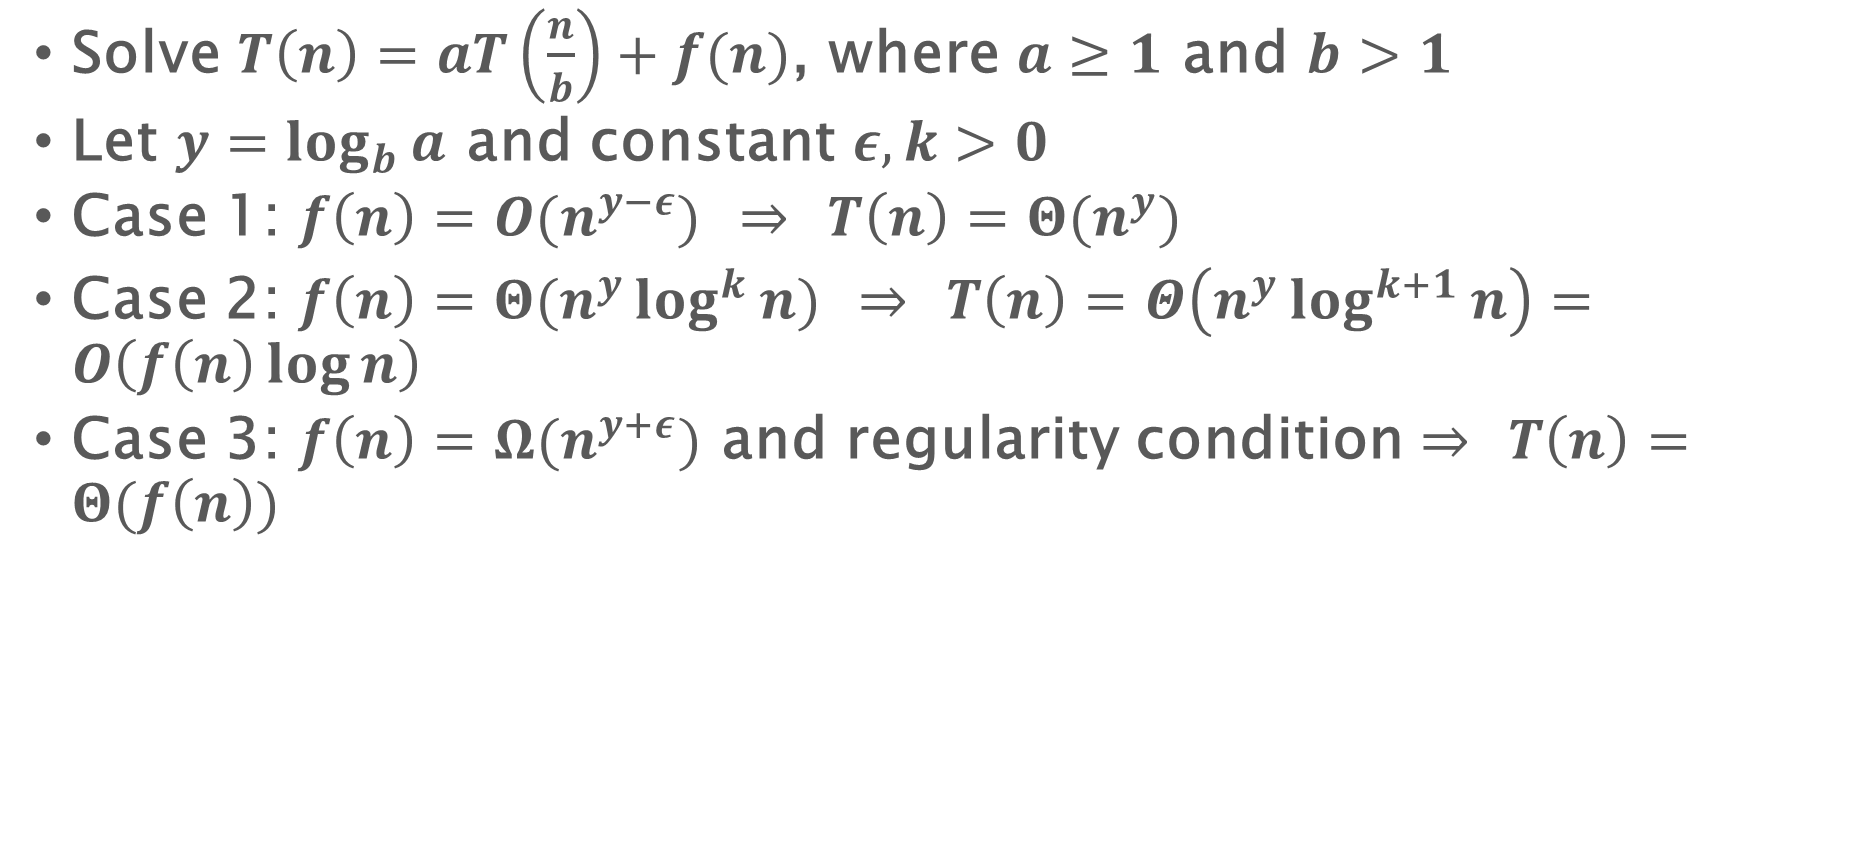 • Solve T(n) = aT(n/b) + f(n), where a ≥ 1 and b > 1
• Let y = log_b a and constant ϵ, k > 0
• Case 1: f(n) = O(n^{y−ϵ}) ⇒ T(n) = Θ(n^y)
• Case 2: f(n) = Θ(n^y log^k n) ⇒ T(n) = Θ(n^y log^{k+1} n) =
O(f(n) log n)
• Case 3: f(n) = Ω(n^{y+ϵ}) and regularity condition ⇒ T(n) =
Θ(f(n))